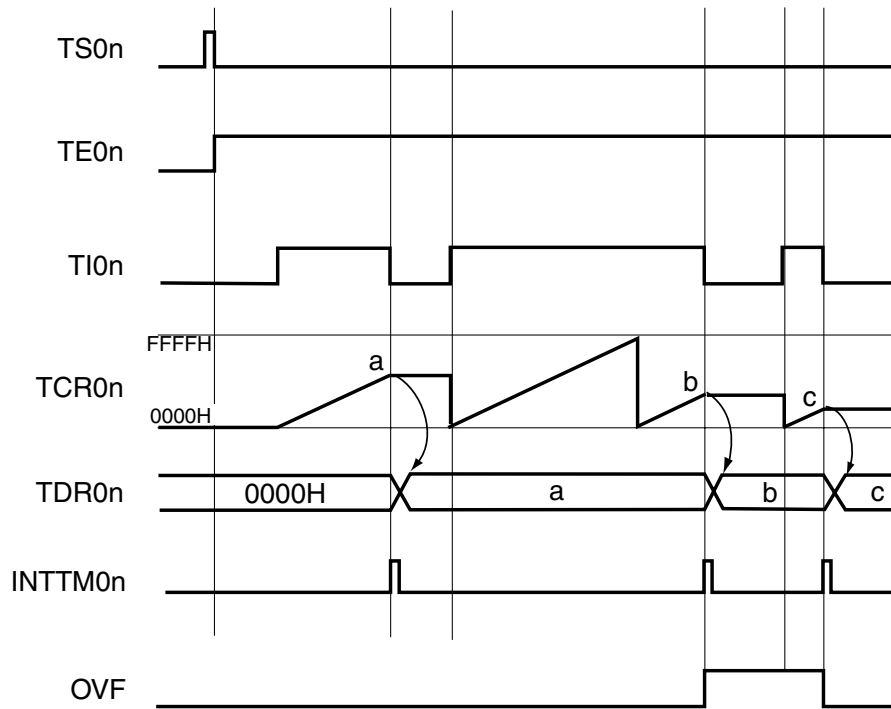 TS0n
TE0n
TI0n
FFFFH
TCR0n
0000H
a
b
c
TDR0n
0000H
a
b
c
INTTM0n
OVF